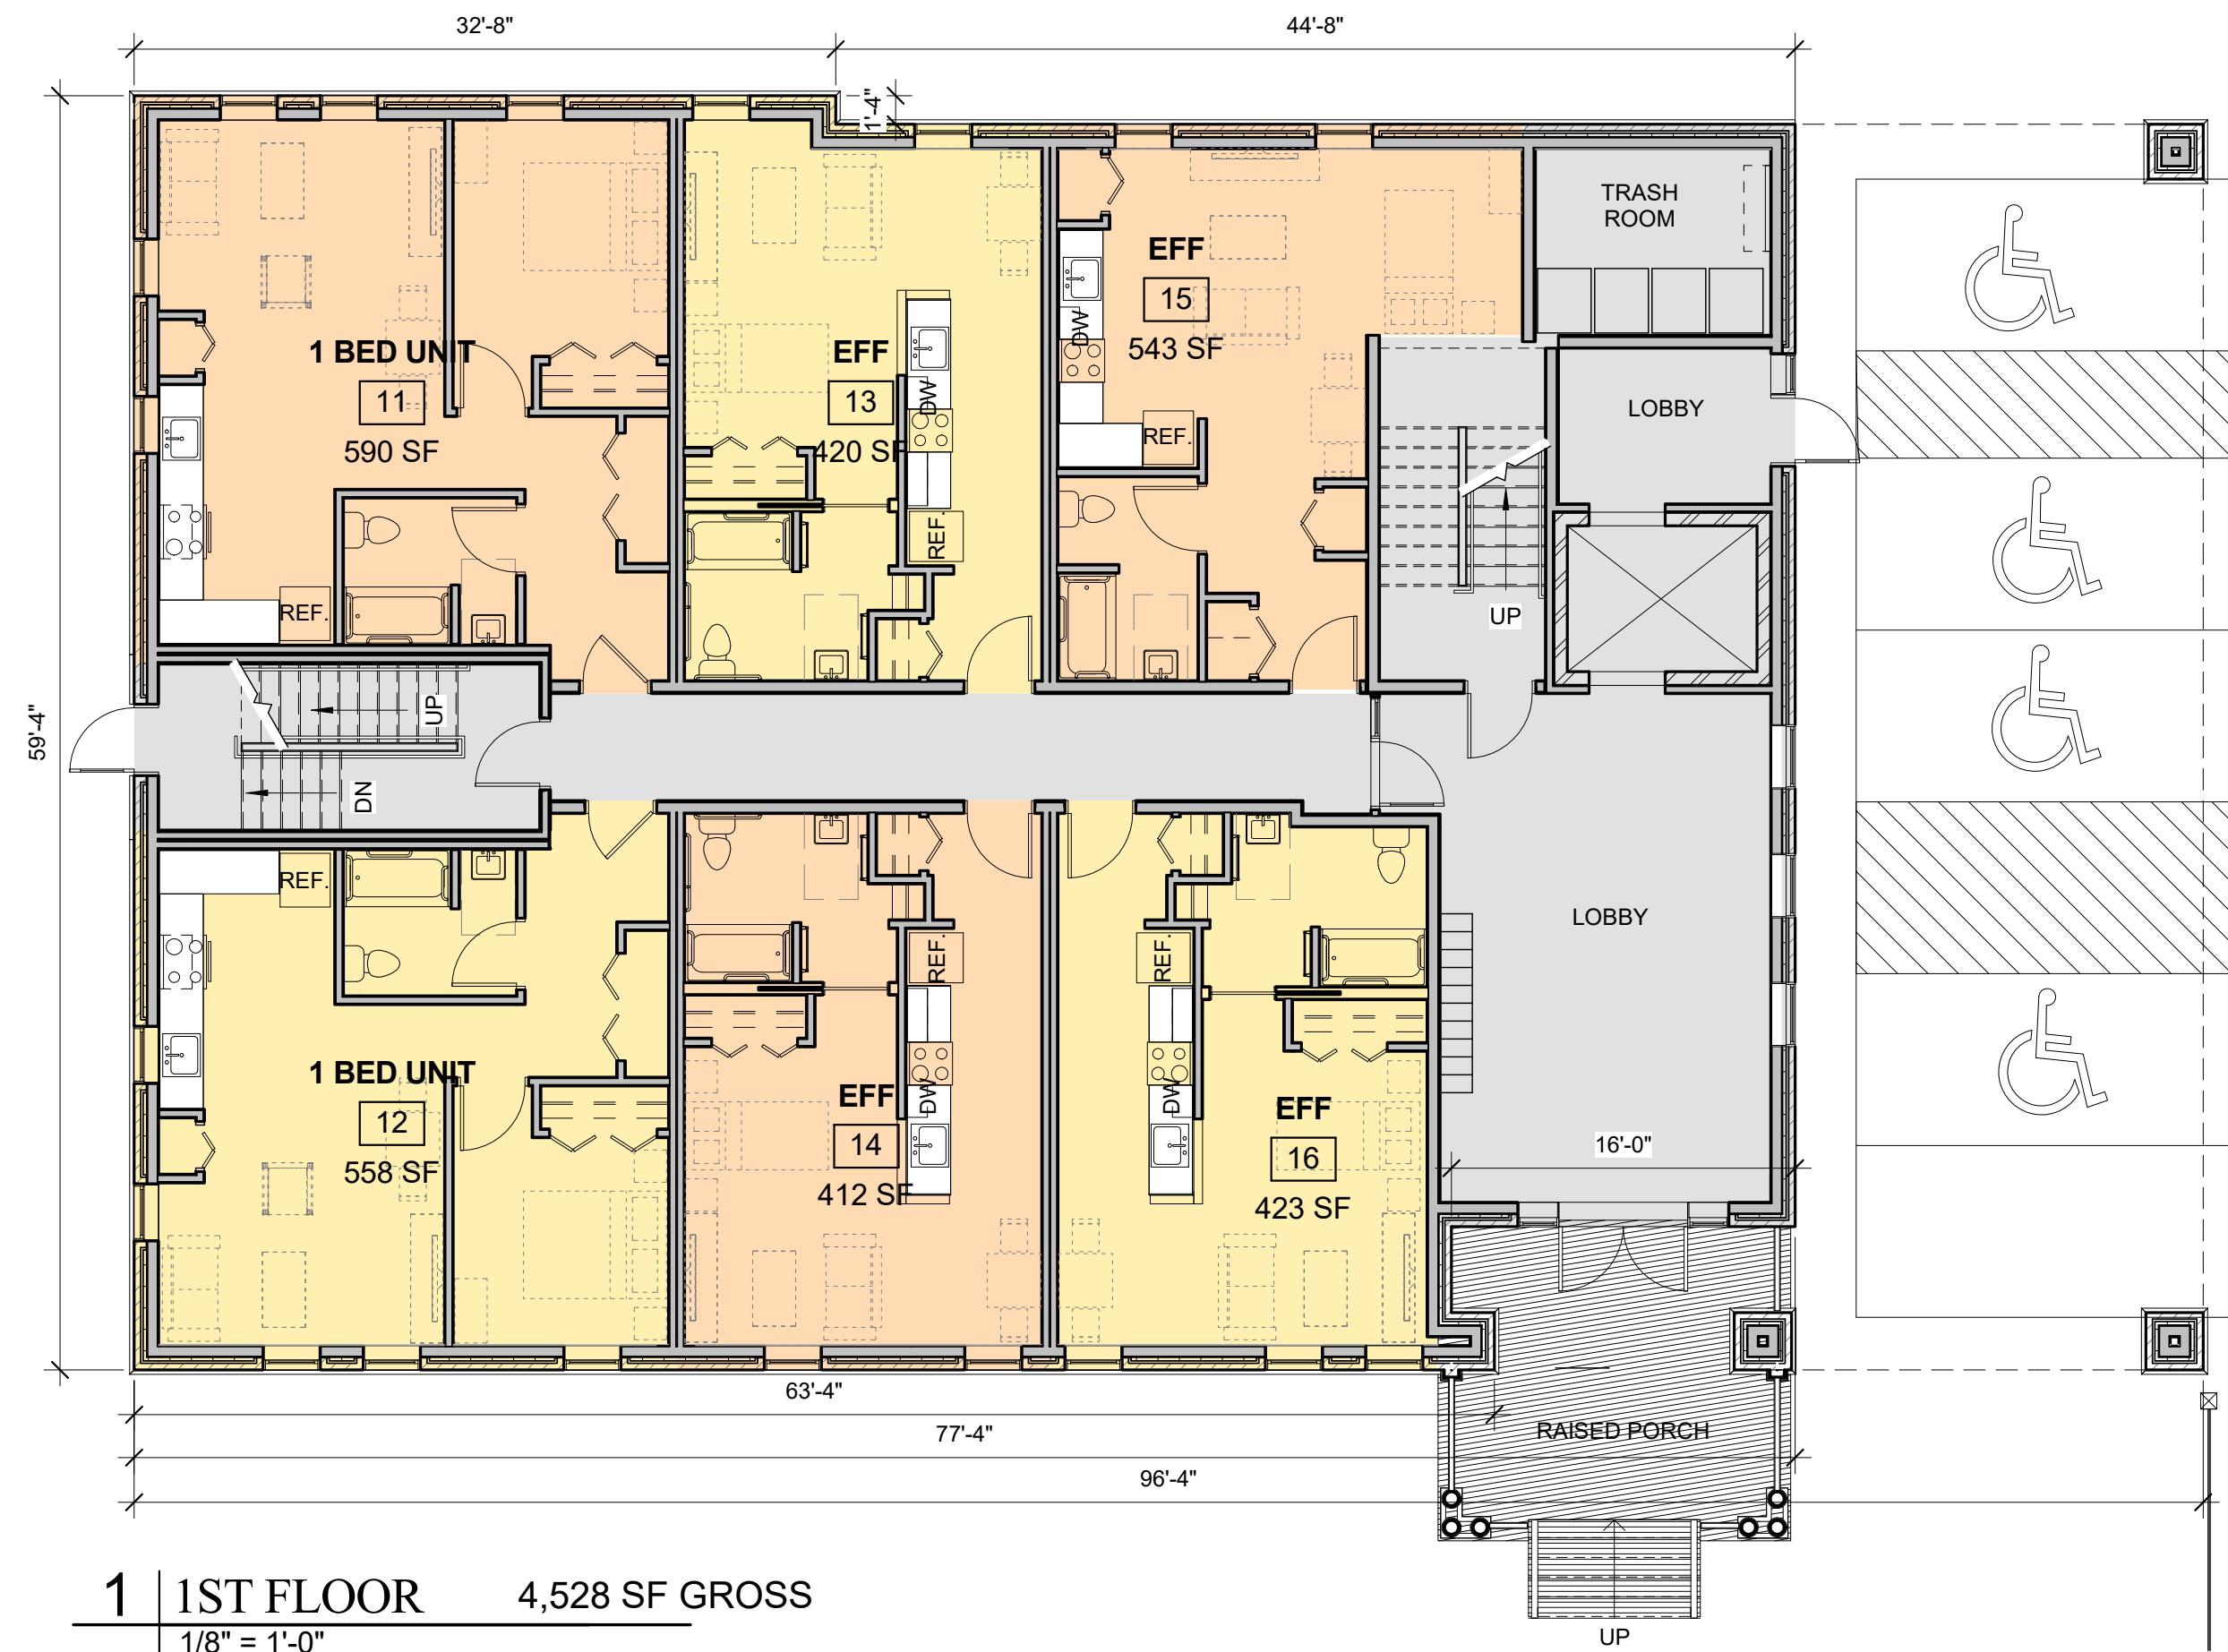 32'-8"
44'-8"
1'-4"
59'-4"
TRASH
ROOM
EFF
15
543 SF
DW
REF.
1 BED UNIT
11
590 SF
REF.
EFF
13
420 SF
DW
REF.
LOBBY
UP
UP
DN
REF.
1 BED UNIT
12
558 SF
REF.
EFF
14
412 SF
DW
REF.
EFF
16
423 SF
DW
LOBBY
16'-0"
63'-4"
77'-4"
96'-4"
RAISED PORCH
UP
1
1ST FLOOR
4,528 SF GROSS
1/8" = 1'-0"